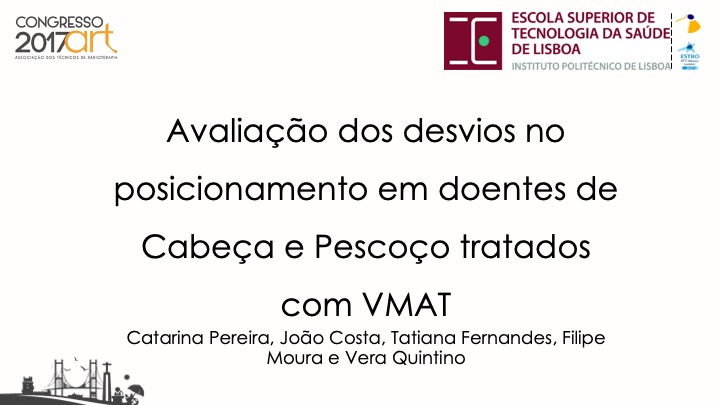 CONGRESSO
2017art
ASSOCIAÇÃO DOS TÉCNICOS DE RADIOTERAPIA
ESCOLA SUPERIOR DE
TECNOLOGIA DA SAÚDE
DE LISBOA
INSTITUTO POLITÉCNICO DE LISBOA
ESTRO
Avaliação dos desvios no
posicionamento em doentes de
Cabeça e Pescoço tratados
com VMAT
Catarina Pereira, João Costa, Tatiana Fernandes, Filipe
Moura e Vera Quintino